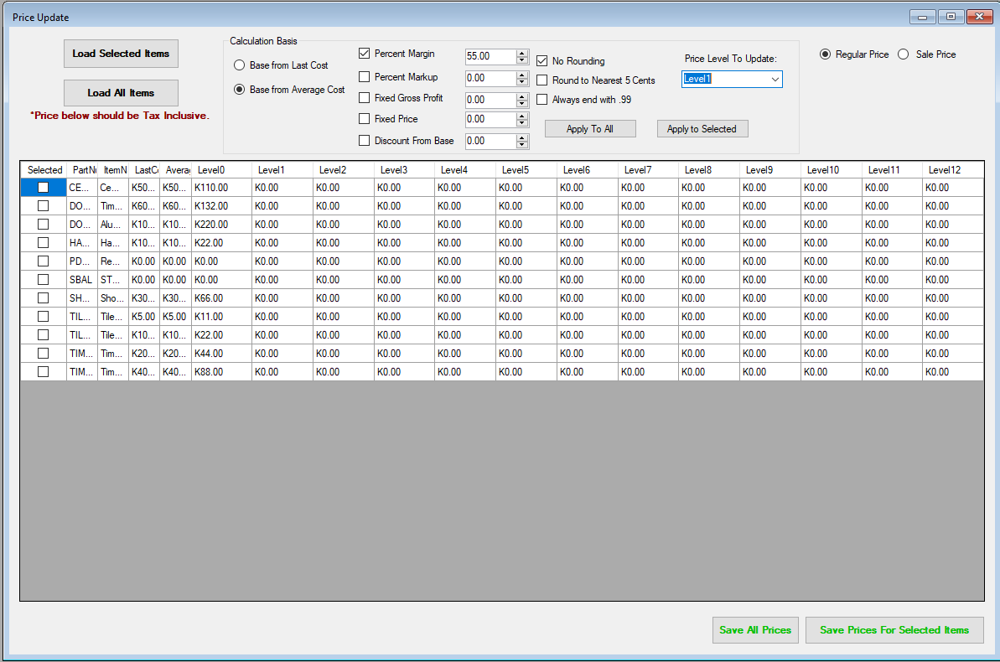 Price Update
Load Selected Items
Load All Items
*Price below should be Tax Inclusive.
Calculation Basis
Base from Last Cost
Base from Average Cost
Percent Margin 55.00
Percent Markup 0.00
Fixed Gross Profit 0.00
Fixed Price 0.00
Discount From Base 0.00
No Rounding
Round to Nearest 5 Cents
Always end with .99
Price Level To Update:
Level1
Apply To All
Apply to Selected
Regular Price
Sale Price
Selected PartNu ItemN LastCo Averag Level0 Level1 Level2 Level3 Level4 Level5 Level6 Level7 Level8 Level9 Level10 Level11 Level12
CE... Ce... K50... K50... K110.00 K0.00 K0.00 K0.00 K0.00 K0.00 K0.00 K0.00 K0.00 K0.00 K0.00 K0.00 K0.00
DO... Tim... K60... K60... K132.00 K0.00 K0.00 K0.00 K0.00 K0.00 K0.00 K0.00 K0.00 K0.00 K0.00 K0.00 K0.00
DO... Alu... K10... K10... K220.00 K0.00 K0.00 K0.00 K0.00 K0.00 K0.00 K0.00 K0.00 K0.00 K0.00 K0.00 K0.00
HA... Ha... K10... K10... K22.00 K0.00 K0.00 K0.00 K0.00 K0.00 K0.00 K0.00 K0.00 K0.00 K0.00 K0.00 K0.00
PD... Re... K0.00 K0.00 K0.00 K0.00 K0.00 K0.00 K0.00 K0.00 K0.00 K0.00 K0.00 K0.00 K0.00 K0.00 K0.00
SBAL ST... K0.00 K0.00 K0.00 K0.00 K0.00 K0.00 K0.00 K0.00 K0.00 K0.00 K0.00 K0.00 K0.00 K0.00 K0.00
SH... Sho... K30... K30... K66.00 K0.00 K0.00 K0.00 K0.00 K0.00 K0.00 K0.00 K0.00 K0.00 K0.00 K0.00 K0.00
TIL... Tile... K5.00 K5.00 K11.00 K0.00 K0.00 K0.00 K0.00 K0.00 K0.00 K0.00 K0.00 K0.00 K0.00 K0.00 K0.00
TIL... Tile... K10... K10... K22.00 K0.00 K0.00 K0.00 K0.00 K0.00 K0.00 K0.00 K0.00 K0.00 K0.00 K0.00 K0.00
TIM... Tim... K20... K20... K44.00 K0.00 K0.00 K0.00 K0.00 K0.00 K0.00 K0.00 K0.00 K0.00 K0.00 K0.00 K0.00
TIM... Tim... K40... K40... K88.00 K0.00 K0.00 K0.00 K0.00 K0.00 K0.00 K0.00 K0.00 K0.00 K0.00 K0.00 K0.00
Save All Prices
Save Prices For Selected Items